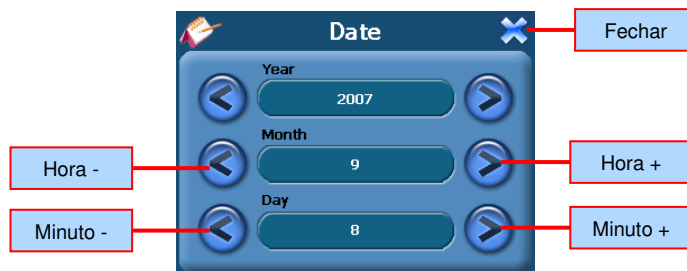 Date
Fechar
Year
2007
Month
9
Hora -
Hora +
Day
8
Minuto -
Minuto +